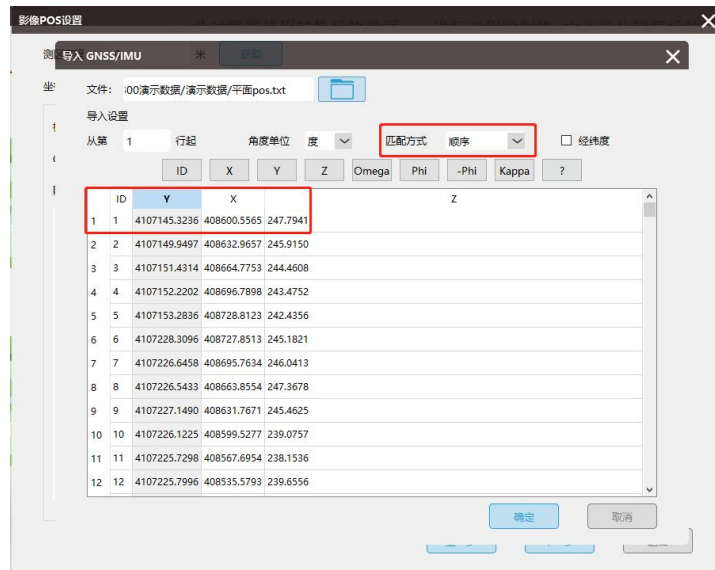 影像POS设置
导入 GNSS/IMU
文件: 00演示数据/演示数据/平面pos.txt
导入设置
从第 1 行起 角度单位 度 匹配方式 顺序 经纬度
ID X Y Z Omega Phi -Phi Kappa ?
ID Y X Z
1 1 4107145.3236 408600.5565 247.7941
2 2 4107149.9497 408632.9657 245.9150
3 3 4107151.4314 408664.7753 244.4608
4 4 4107152.2202 408696.7898 243.4752
5 5 4107153.2836 408728.8123 242.4356
6 6 4107228.3096 408727.8513 245.1821
7 7 4107226.6458 408695.7634 246.0413
8 8 4107226.5433 408663.8554 247.3678
9 9 4107227.1490 408631.7671 245.4625
10 10 4107226.1225 408599.5277 239.0757
11 11 4107225.7298 408567.6954 238.1536
12 12 4107225.7996 408535.5793 239.6556
确定 取消